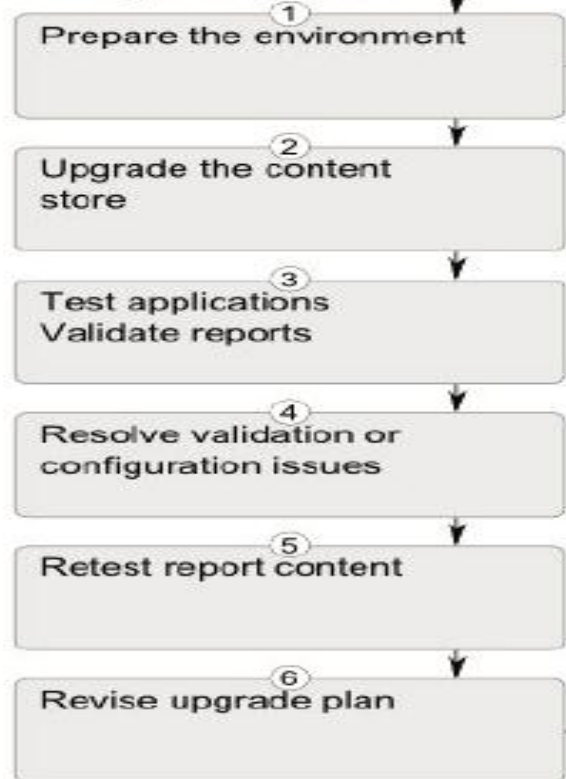 1
Prepare the environment
2
Upgrade the content
store
3
Test applications
Validate reports
4
Resolve validation or
configuration issues
5
Retest report content
6
Revise upgrade plan